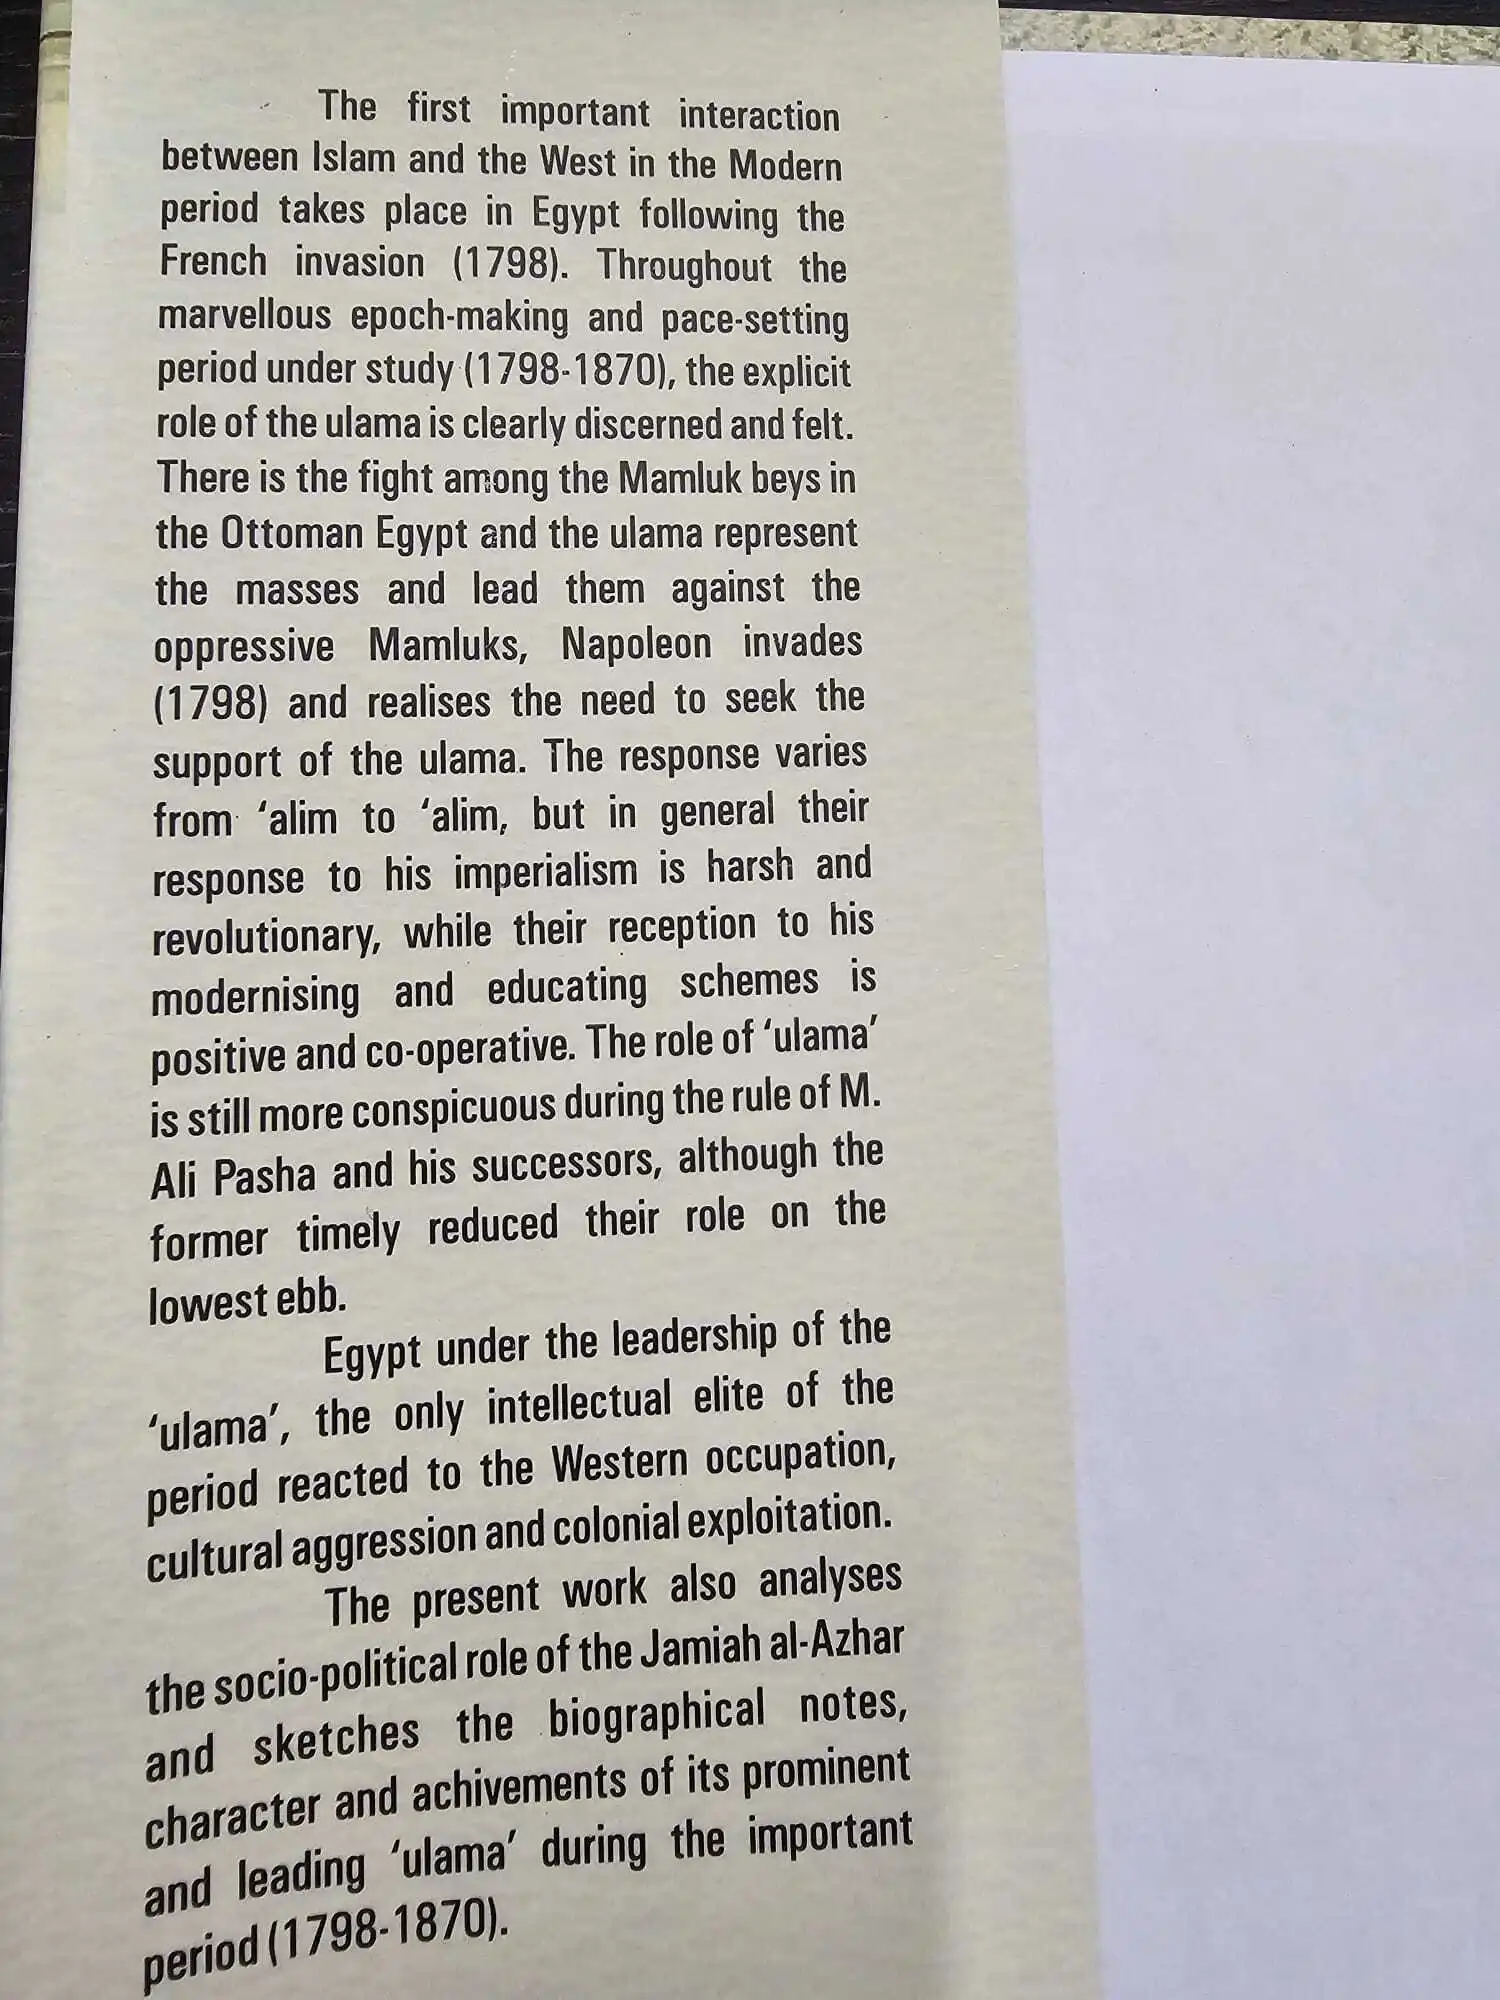 The first important interaction
between Islam and the West in the Modern
period takes place in Egypt following the
French invasion (1798). Throughout the
marvellous epoch-making and pace-setting
period under study (1798-1870), the explicit
role of the ulama is clearly discerned and felt.
There is the fight among the Mamluk beys in
the Ottoman Egypt and the ulama represent
the masses and lead them against the
oppressive Mamluks, Napoleon invades
(1798) and realises the need to seek the
support of the ulama. The response varies
from ‘alim to ‘alim, but in general their
response to his imperialism is harsh and
revolutionary, while their reception to his
modernising and educating schemes is
positive and co-operative. The role of ‘ulama’
is still more conspicuous during the rule of M.
Ali Pasha and his successors, although the
former timely reduced their role on the
lowest ebb.
Egypt under the leadership of the
‘ulama’, the only intellectual elite of the
period reacted to the Western occupation,
cultural aggression and colonial exploitation.
The present work also analyses
the socio-political role of the Jamiah al-Azhar
and sketches the biographical notes,
character and achivements of its prominent
and leading ‘ulama’ during the important
period (1798-1870).